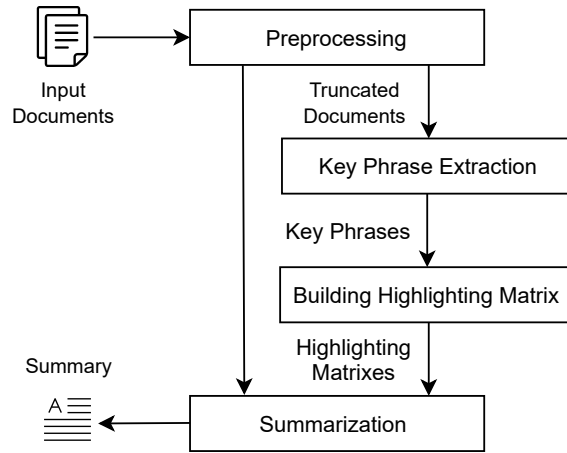 Preprocessing
Input
Documents
Truncated
Documents
Key Phrase Extraction
Key Phrases
Building Highlighting Matrix
Highlighting
Matrixes
Summary
A
Summarization